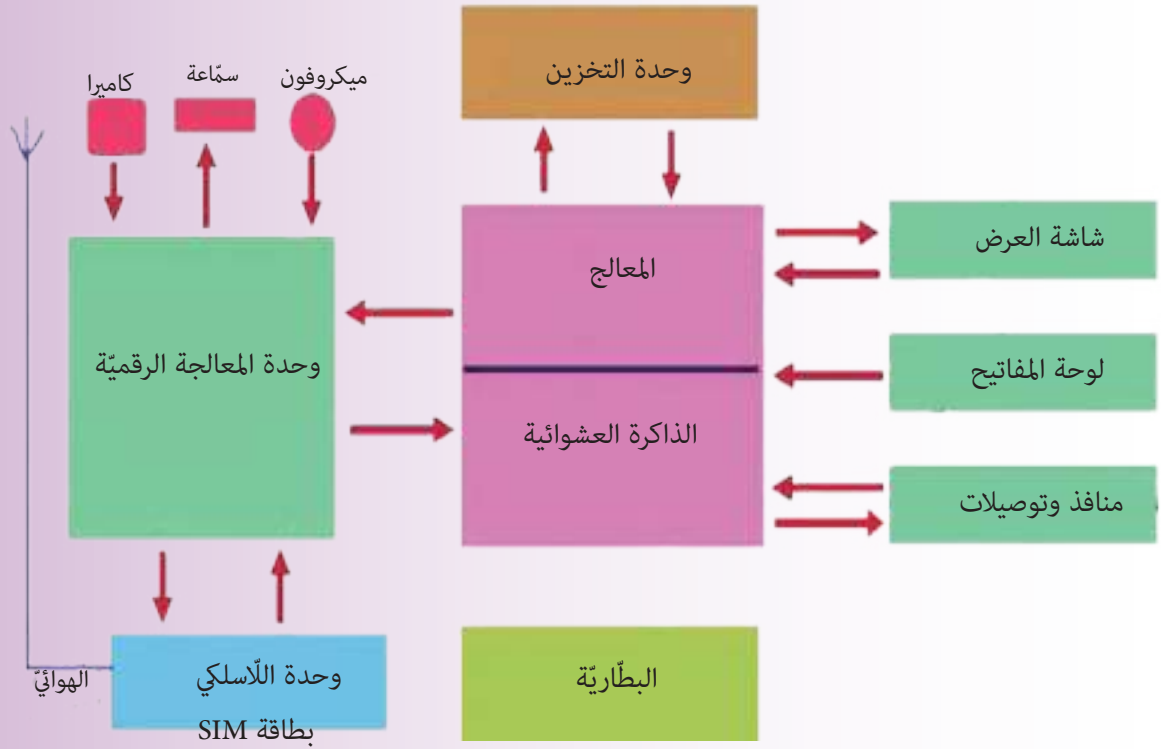 وحدة التخزين
ميكروفون
سمّاعة
كاميرا
شاشة العرض
المعالج
وحدة المعالجة الرقميّة
لوحة المفاتيح
الذاكرة العشوائية
منافذ وتوصيلات
البطّاريّة
وحدة اللّاسلكي
الهوائيّ
بطاقة SIM